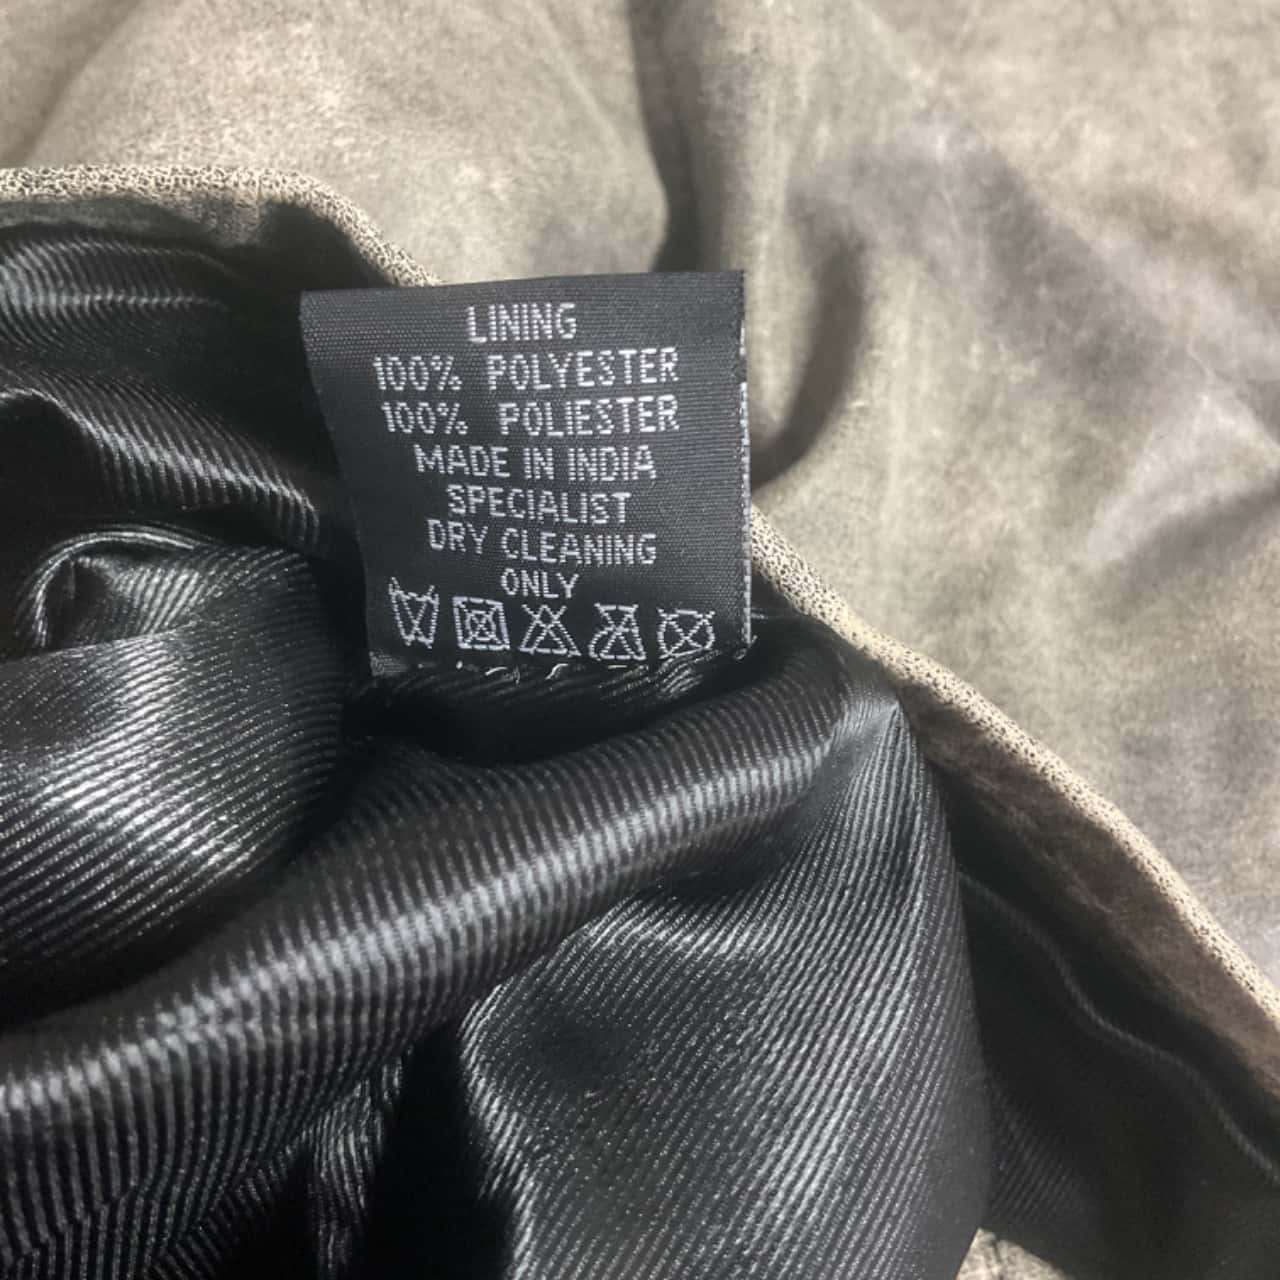 LINING
100% POLYESTER
100% POLIESTER
MADE IN INDIA
SPECIALIST
DRY CLEANING
ONLY